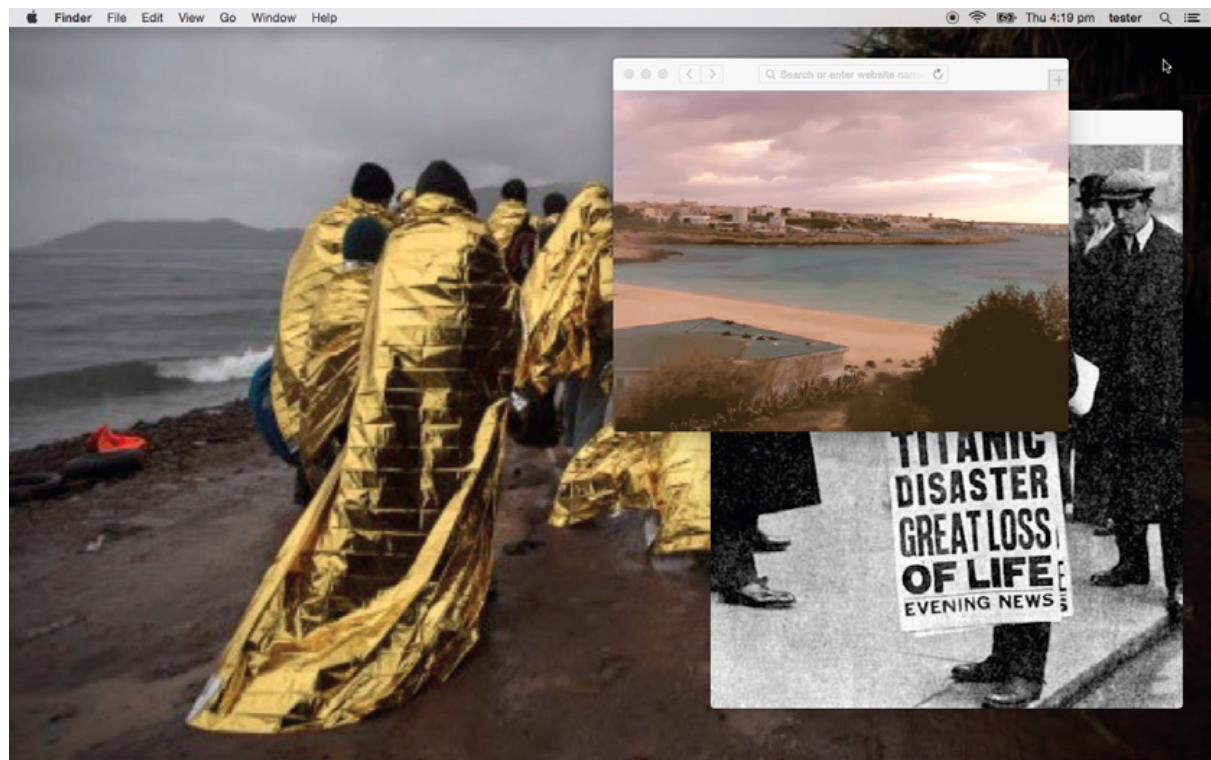 Finder File Edit View Go Window Help
Thu 4:19 pm tester
Search or enter website nam
TITANIC
DISASTER
GREAT LOSS
OF LIFE
EVENING NEWS